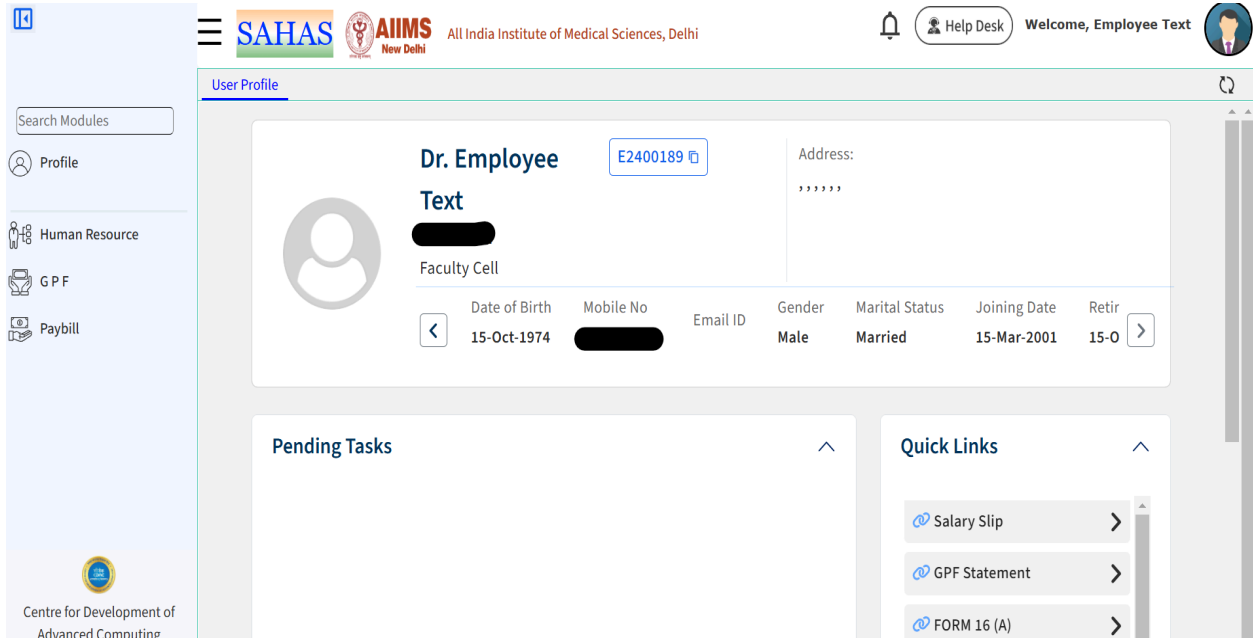 SAHAS
AIIMS
New Delhi
All India Institute of Medical Sciences, Delhi
Help Desk
Welcome, Employee Text
User Profile
Search Modules
Profile
Human Resource
G P F
Paybill
Centre for Development of
Advanced Computing
Dr. Employee
Text
E2400189
Faculty Cell
Address:
, , , , , ,
Date of Birth
15-Oct-1974
Mobile No
Email ID
Gender
Male
Marital Status
Married
Joining Date
15-Mar-2001
Retir
15-O
Pending Tasks
Quick Links
Salary Slip
GPF Statement
FORM 16 (A)